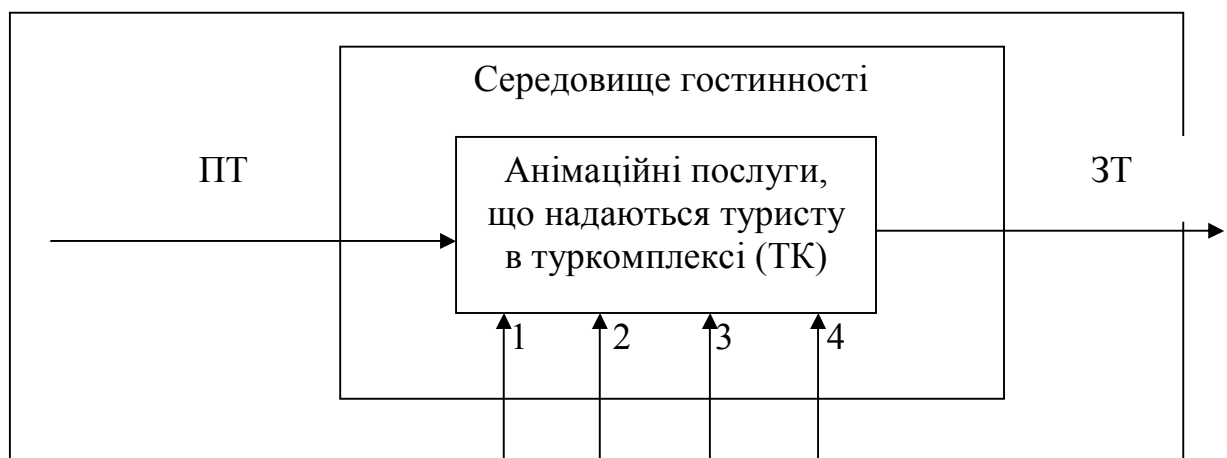 Середовище гостинності
ПТ
Анімаційні послуги,
що надаються туристу
в туркомплексі (ТК)
ЗТ
1
2
3
4